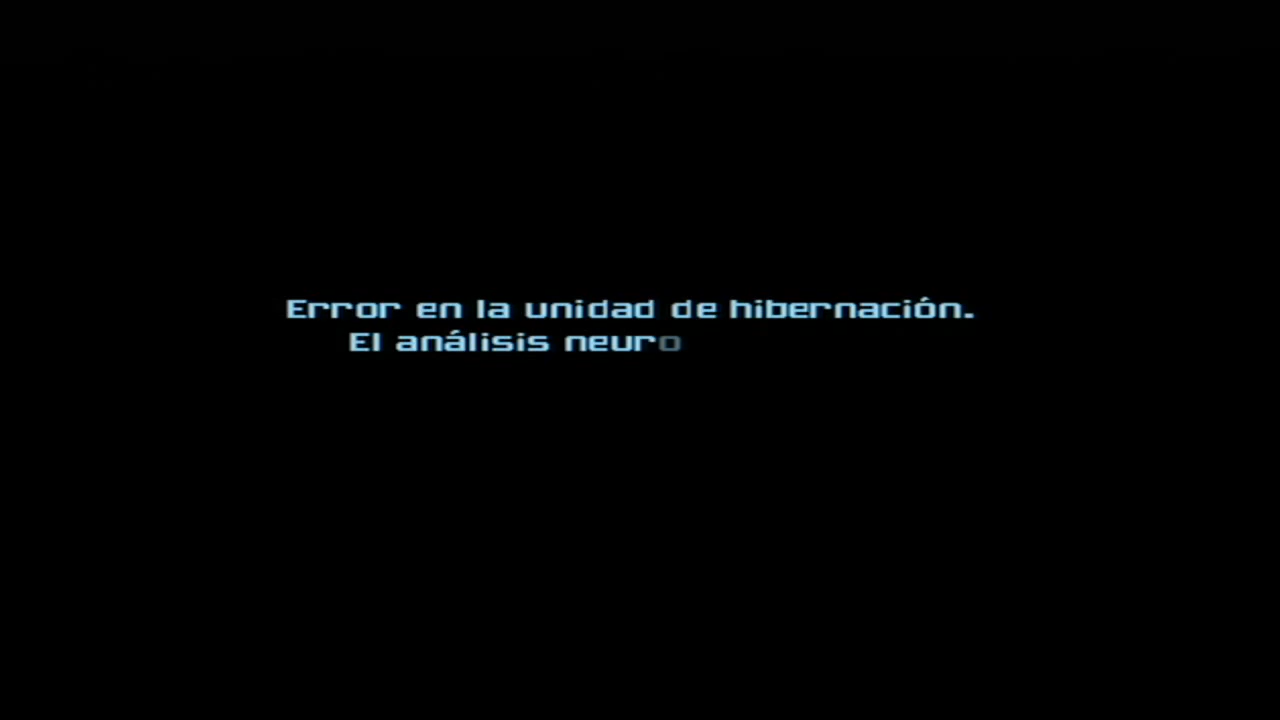 Error en la unidad de hibernación.
El análisis neuro